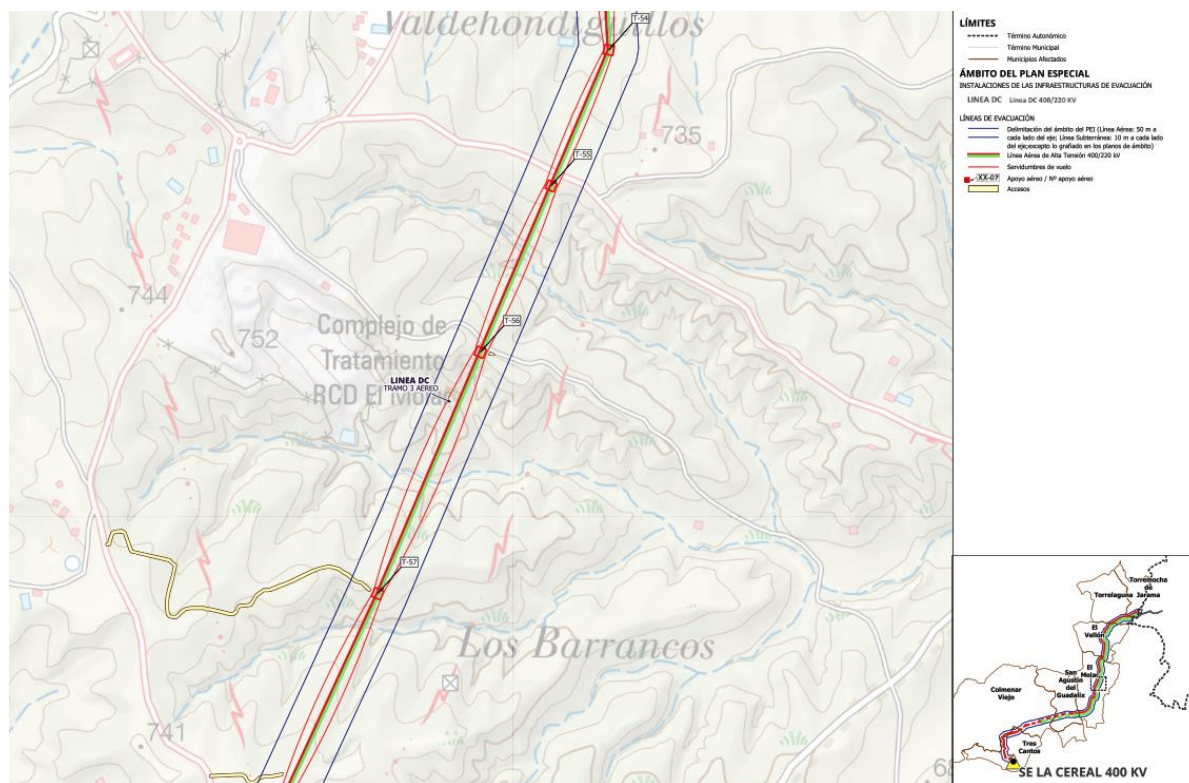 Valdehondiguillos
T-54
735
T-55
744
752
T-56
Complejo de
Tratamiento
RCD El Molar
LINEA DC
TRAMO 3 AEREO
T-57
Los Barrancos
741
LÍMITES
Término Autonómico
Término Municipal
Municipios Afectados
ÁMBITO DEL PLAN ESPECIAL
INSTALACIONES DE LAS INFRAESTRUCTURAS DE EVACUACIÓN
LINEA DC Línea DC 400/220 KV
LÍNEAS DE EVACUACIÓN
Delimitación del ámbito del PEI (Línea Aérea: 50 m a
cada lado del eje; Línea Subterránea: 10 m a cada lado
del eje;excepto lo grafiado en los planos de ámbito)
Línea Aérea de Alta Tensión 400/220 kV
Servidumbres de vuelo
XX-07 Apoyo aéreo / Nº apoyo aéreo
Accesos
Torremocha
de
Jarama
Torrelaguna
El
Vellón
El
Molar
San
Agustín
del
Guadalix
Colmenar
Viejo
Tres
Cantos
SE LA CEREAL 400 KV